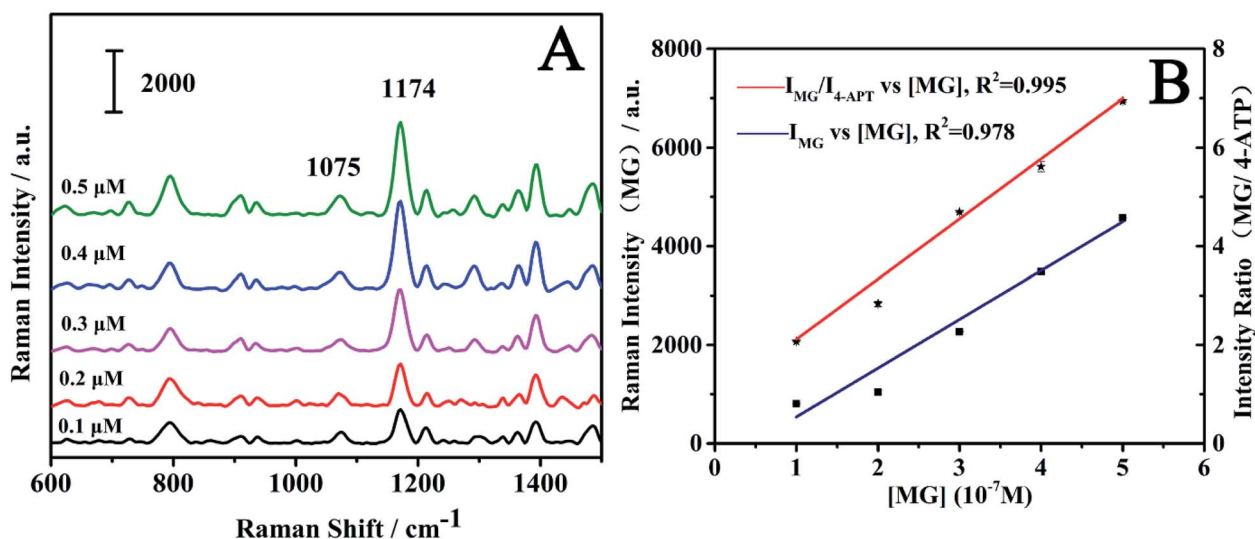 A
2000
1174
1075
0.5 µM
0.4 µM
0.3 µM
0.2 µM
0.1 µM
Raman Intensity / a.u.
600 800 1000 1200 1400
Raman Shift / cm-1
B
IMG/I4-APT vs [MG], R2=0.995
IMG vs [MG], R2=0.978
Raman Intensity （MG）/ a.u.
8000
6000
4000
2000
0
8
6
4
2
0
Intensity Ratio （MG/ 4-ATP）
0 1 2 3 4 5 6
[MG] (10-7M)